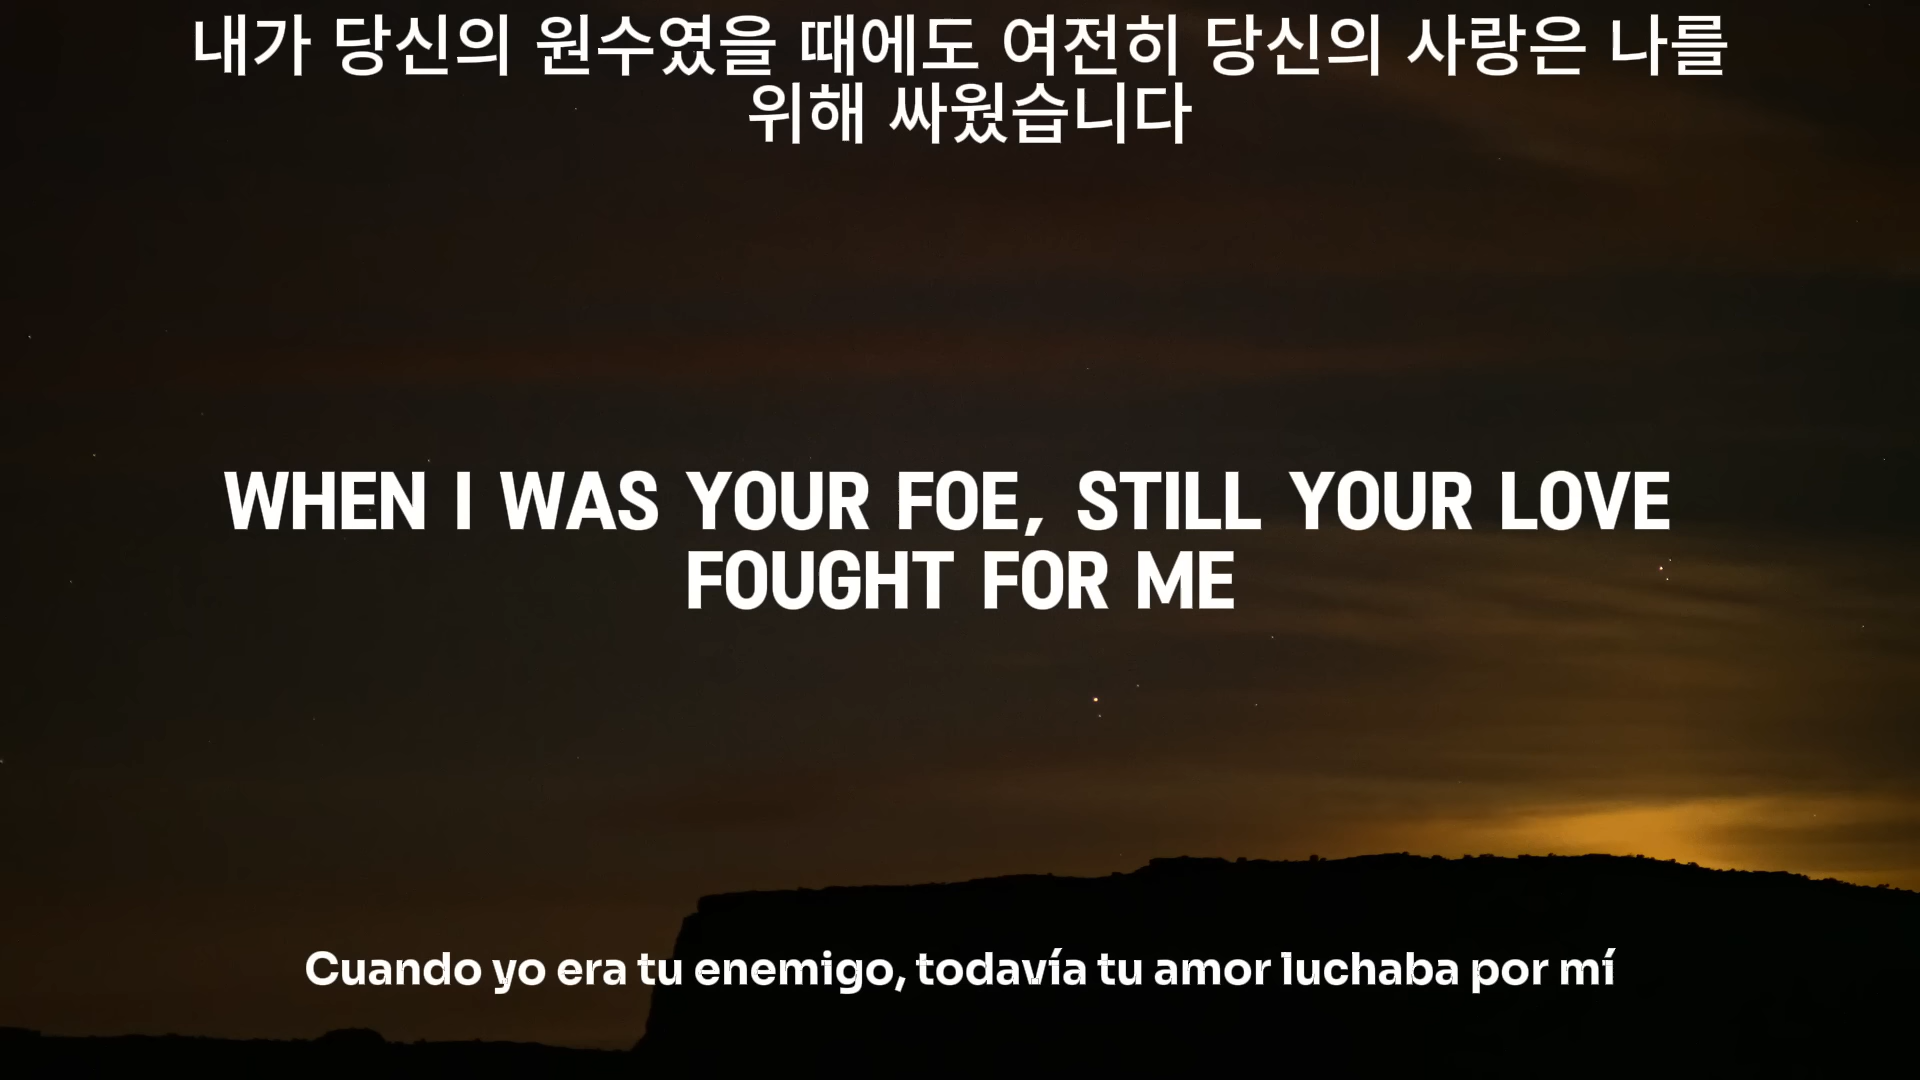 내가 당신의 원수였을 때에도 여전히 당신의 사랑은 나를
위해 싸웠습니다
WHEN I WAS YOUR FOE, STILL YOUR LOVE
FOUGHT FOR ME
Cuando yo era tu enemigo, todavía tu amor luchaba por mí